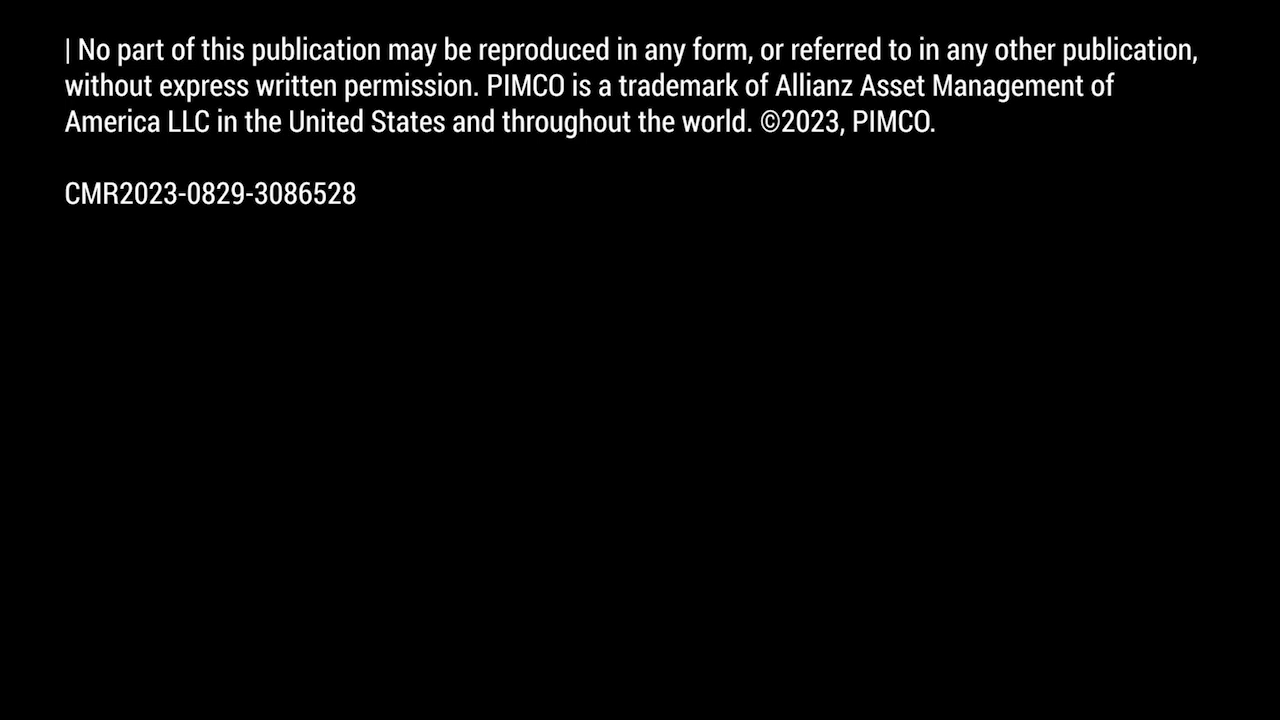 | No part of this publication may be reproduced in any form, or referred to in any other publication,
without express written permission. PIMCO is a trademark of Allianz Asset Management of
America LLC in the United States and throughout the world. ©2023, PIMCO.
CMR2023-0829-3086528